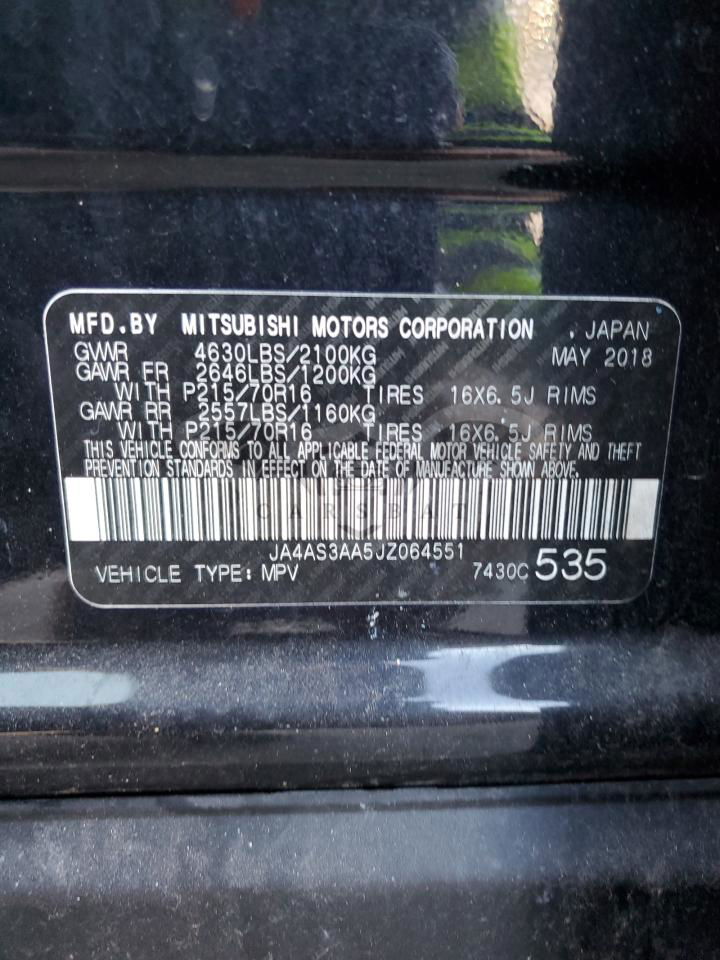 MFD.BY MITSUBISHI MOTORS CORPORATION . JAPAN
GVWR 4630LBS/2100KG MAY 2018
GAWR FR 2646LBS/1200KG
WITH P215/70R16 TIRES 16X6.5J RIMS
GAWR RR 2557LBS/1160KG
WITH P215/70R16 TIRES 16X6.5J RIMS
THIS VEHICLE CONFORMS TO ALL APPLICABLE FEDERAL MOTOR VEHICLE SAFETY AND THEFT
PREVENTION STANDARDS IN EFFECT ON THE DATE OF MANUFACTURE SHOWN ABOVE.
CARSBAT
JA4AS3AA5JZ064551
VEHICLE TYPE: MPV 7430C 535